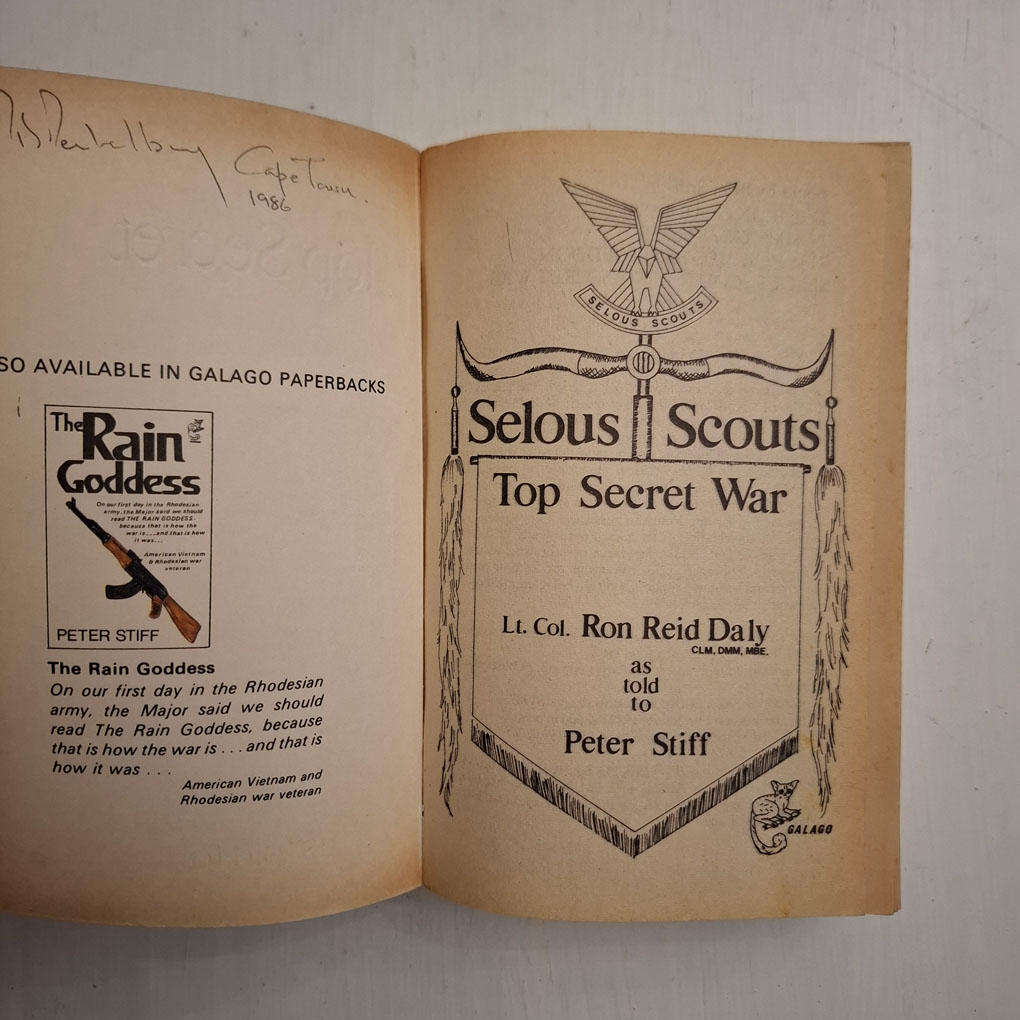 Cape Town.
1986
SO AVAILABLE IN GALAGO PAPERBACKS
The Rain
Goddess
On our first day in the Rhodesian
army, the Major said we should
read THE RAIN GODDESS
because that is how the
war is...and that is how
it was...
American Vietnam
& Rhodesian war
veteran
PETER STIFF
The Rain Goddess
On our first day in the Rhodesian
army, the Major said we should
read The Rain Goddess, because
that is how the war is . . . and that is
how it was . . .
American Vietnam and
Rhodesian war veteran
SELOUS SCOUTS
Selous Scouts
Top Secret War
Lt. Col. Ron Reid Daly
CLM, DMM, MBE.
as
told
to
Peter Stiff
GALAGO